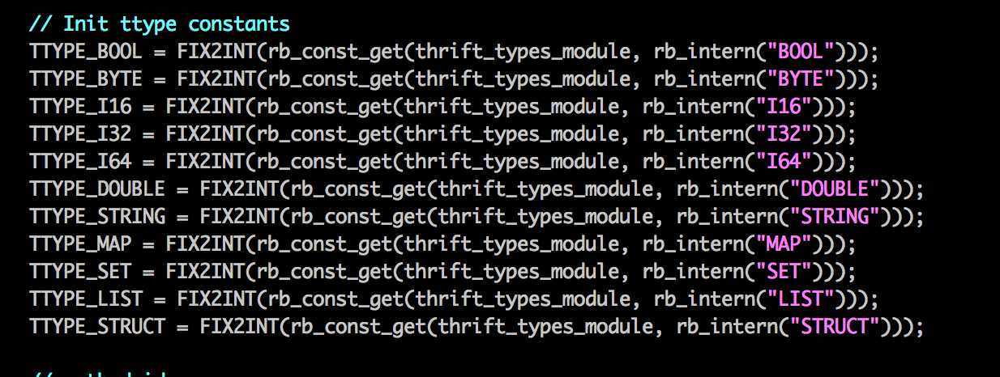 // Init ttype constants
TTYPE_BOOL = FIX2INT(rb_const_get(thrift_types_module, rb_intern("BOOL")));
TTYPE_BYTE = FIX2INT(rb_const_get(thrift_types_module, rb_intern("BYTE")));
TTYPE_I16 = FIX2INT(rb_const_get(thrift_types_module, rb_intern("I16")));
TTYPE_I32 = FIX2INT(rb_const_get(thrift_types_module, rb_intern("I32")));
TTYPE_I64 = FIX2INT(rb_const_get(thrift_types_module, rb_intern("I64")));
TTYPE_DOUBLE = FIX2INT(rb_const_get(thrift_types_module, rb_intern("DOUBLE")));
TTYPE_STRING = FIX2INT(rb_const_get(thrift_types_module, rb_intern("STRING")));
TTYPE_MAP = FIX2INT(rb_const_get(thrift_types_module, rb_intern("MAP")));
TTYPE_SET = FIX2INT(rb_const_get(thrift_types_module, rb_intern("SET")));
TTYPE_LIST = FIX2INT(rb_const_get(thrift_types_module, rb_intern("LIST")));
TTYPE_STRUCT = FIX2INT(rb_const_get(thrift_types_module, rb_intern("STRUCT")));